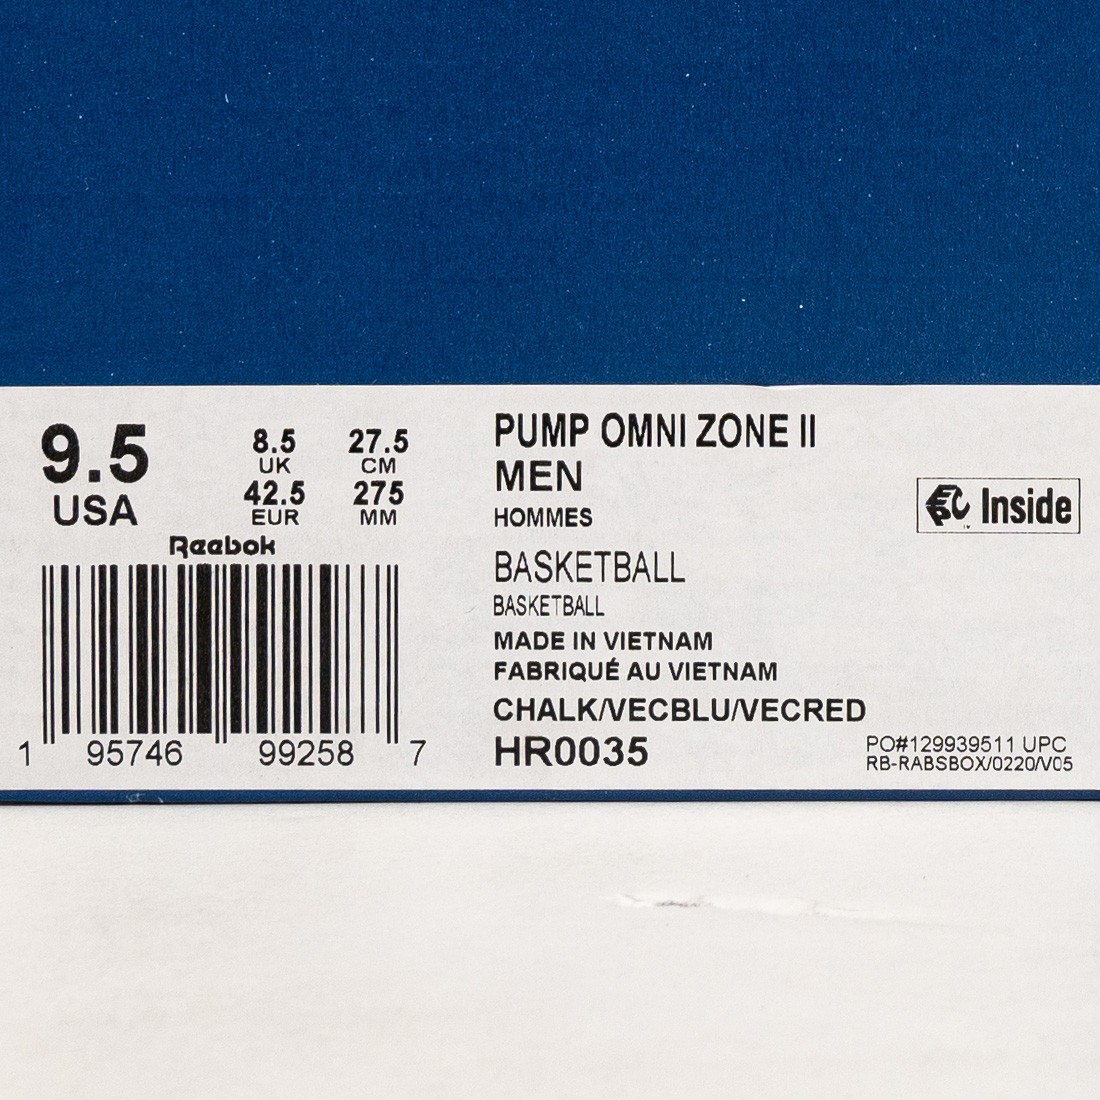 9.5
USA
8.5
UK
27.5
CM
42.5
EUR
275
MM
Reebok
1 95746 99258 7
PUMP OMNI ZONE II
MEN
HOMMES
BASKETBALL
BASKETBALL
MADE IN VIETNAM
FABRIQUÉ AU VIETNAM
CHALK/VECBLU/VECRED
HR0035
Inside
PO#129939511 UPC
RB-RABSBOX/0220/V05